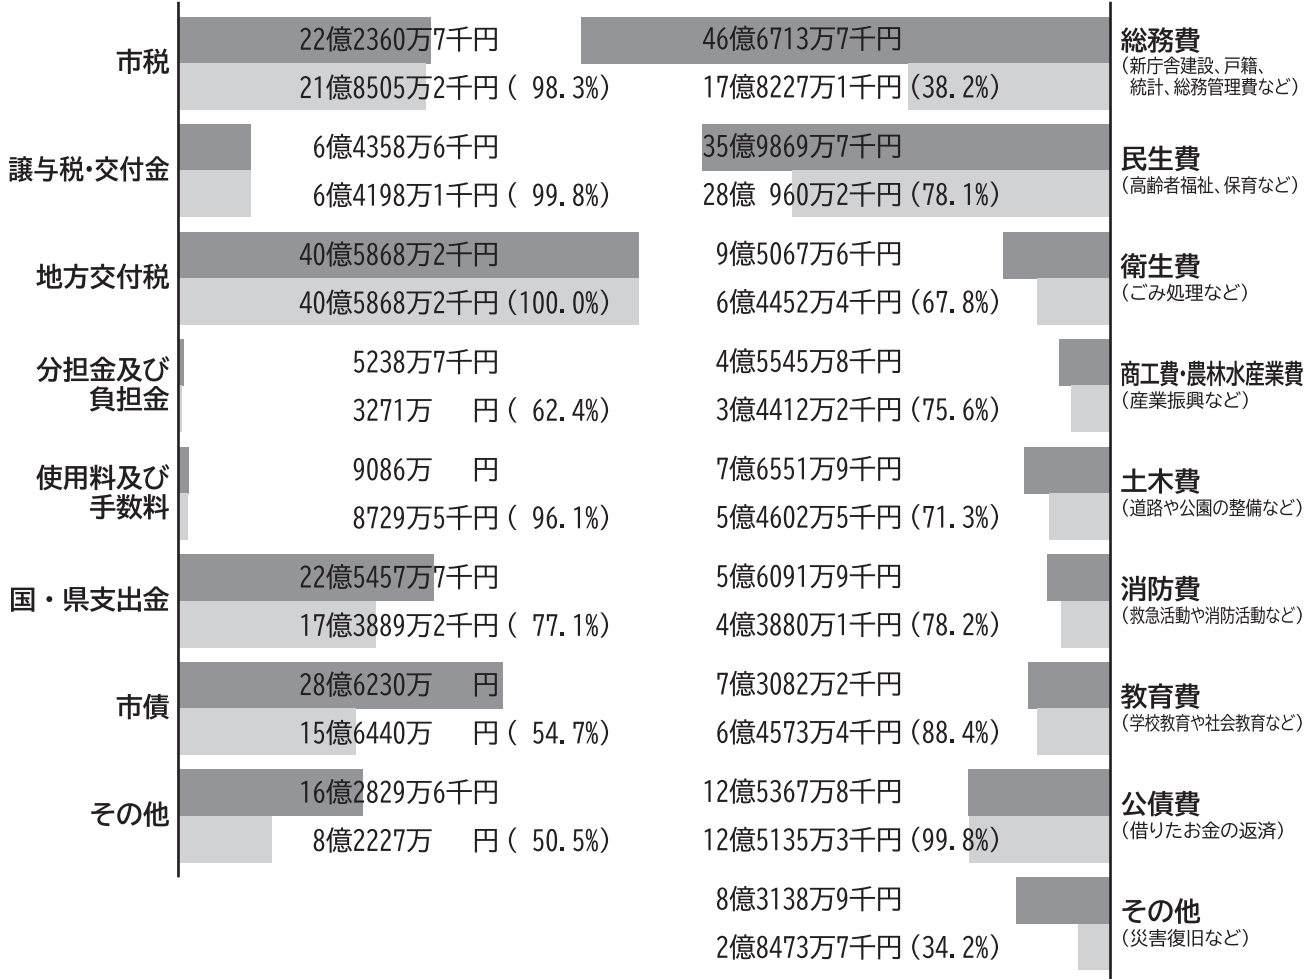 市税
22億2360万7千円
21億8505万2千円( 98.3%)
譲与税・交付金
6億4358万6千円
6億4198万1千円( 99.8%)
地方交付税
40億5868万2千円
40億5868万2千円(100.0%)
分担金及び
負担金
5238万7千円
3271万　円( 62.4%)
使用料及び
手数料
9086万　円
8729万5千円( 96.1%)
国・県支出金
22億5457万7千円
17億3889万2千円( 77.1%)
市債
28億6230万　円
15億6440万　円( 54.7%)
その他
16億2829万6千円
8億2227万　円( 50.5%)
46億6713万7千円
17億8227万1千円(38.2%)
総務費
(新庁舎建設、戸籍、
統計、総務管理費など)
35億9869万7千円
28億 960万2千円(78.1%)
民生費
(高齢者福祉、保育など)
9億5067万6千円
6億4452万4千円(67.8%)
衛生費
(ごみ処理など)
4億5545万8千円
3億4412万2千円(75.6%)
商工費・農林水産業費
(産業振興など)
7億6551万9千円
5億4602万5千円(71.3%)
土木費
(道路や公園の整備など)
5億6091万9千円
4億3880万1千円(78.2%)
消防費
(救急活動や消防活動など)
7億3082万2千円
6億4573万4千円(88.4%)
教育費
(学校教育や社会教育など)
12億5367万8千円
12億5135万3千円(99.8%)
公債費
(借りたお金の返済)
8億3138万9千円
2億8473万7千円(34.2%)
その他
(災害復旧など)